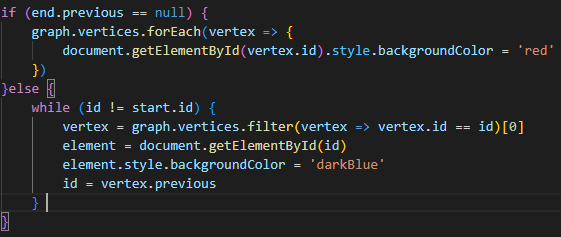 if (end.previous == null) {
    graph.vertices.forEach(vertex => {
        document.getElementById(vertex.id).style.backgroundColor = 'red'
    })
}else {
    while (id != start.id) {
        vertex = graph.vertices.filter(vertex => vertex.id == id)[0]
        element = document.getElementById(id)
        element.style.backgroundColor = 'darkBlue'
        id = vertex.previous
    }
}